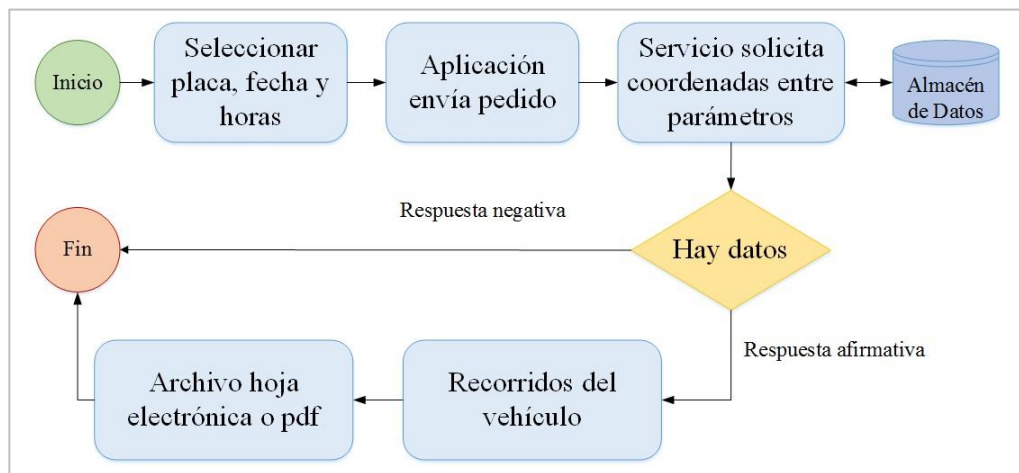 Inicio
Seleccionar
placa, fecha y
horas
Aplicación
envía pedido
Servicio solicita
coordenadas entre
parámetros
Almacén
de Datos
Respuesta negativa
Fin
Hay datos
Respuesta afirmativa
Archivo hoja
electrónica o pdf
Recorridos del
vehículo